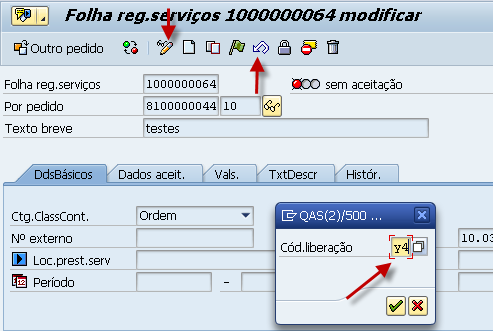 Folha reg.serviços 1000000064 modificar
Outro pedido
Folha reg.serviços 1000000064 sem aceitação
Por pedido 8100000044 10
Texto breve testes
DdsBásicos Dados aceit. Vals. TxtDescr Histór.
Ctg.ClassCont. Ordem
QAS(2)/500 ...
Nº externo
Cód.liberação y4
10.03
Loc.prest.serv
Período -